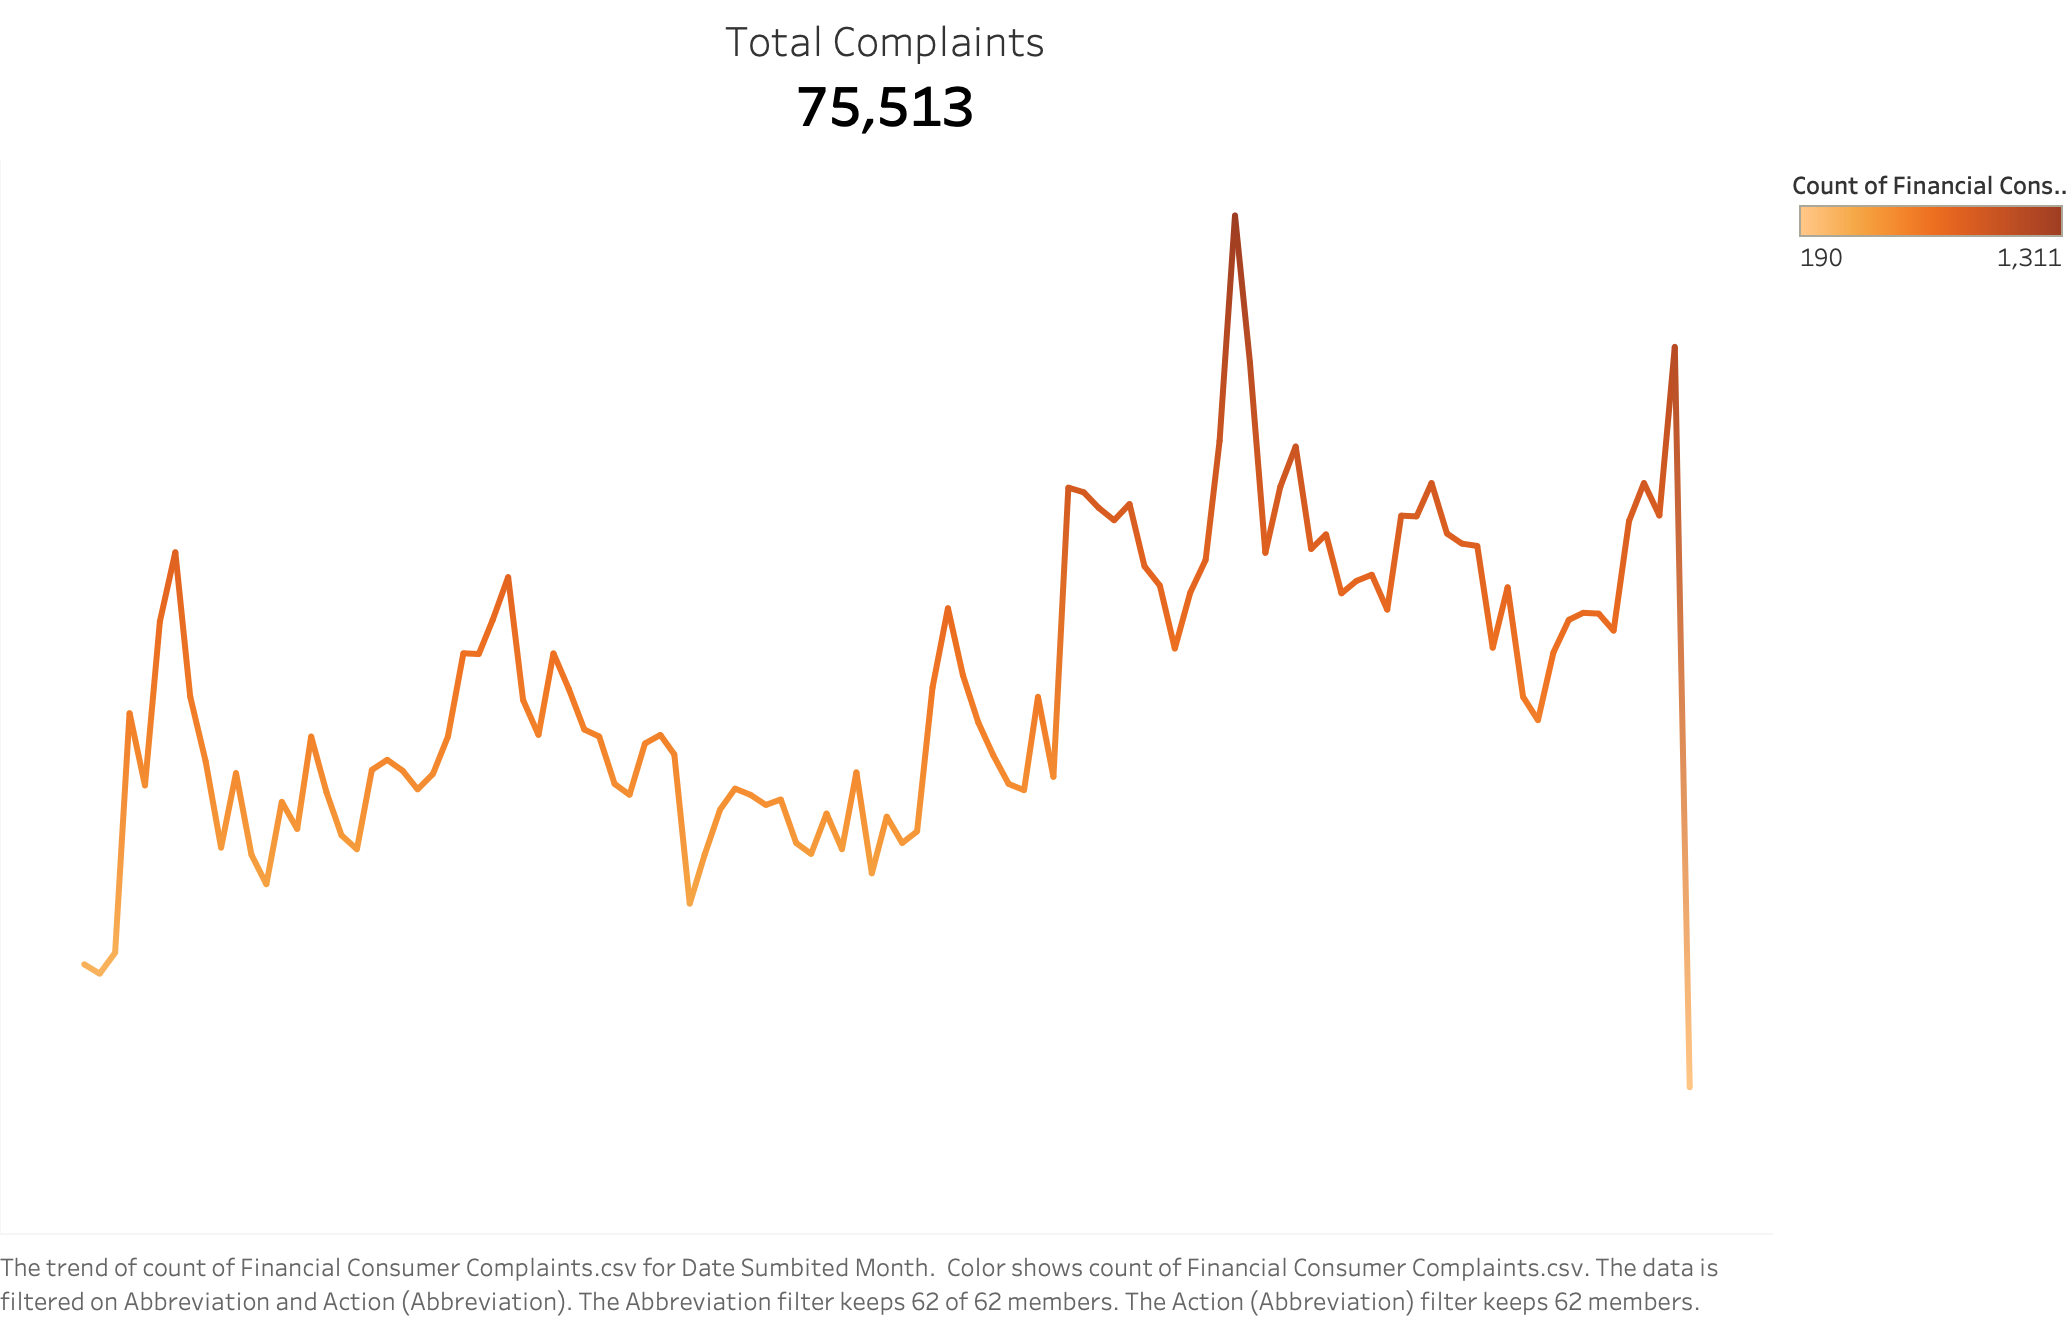 Total Complaints
75,513
Count of Financial Cons..
190 1,311
The trend of count of Financial Consumer Complaints.csv for Date Sumbited Month.  Color shows count of Financial Consumer Complaints.csv. The data is
filtered on Abbreviation and Action (Abbreviation). The Abbreviation filter keeps 62 of 62 members. The Action (Abbreviation) filter keeps 62 members.